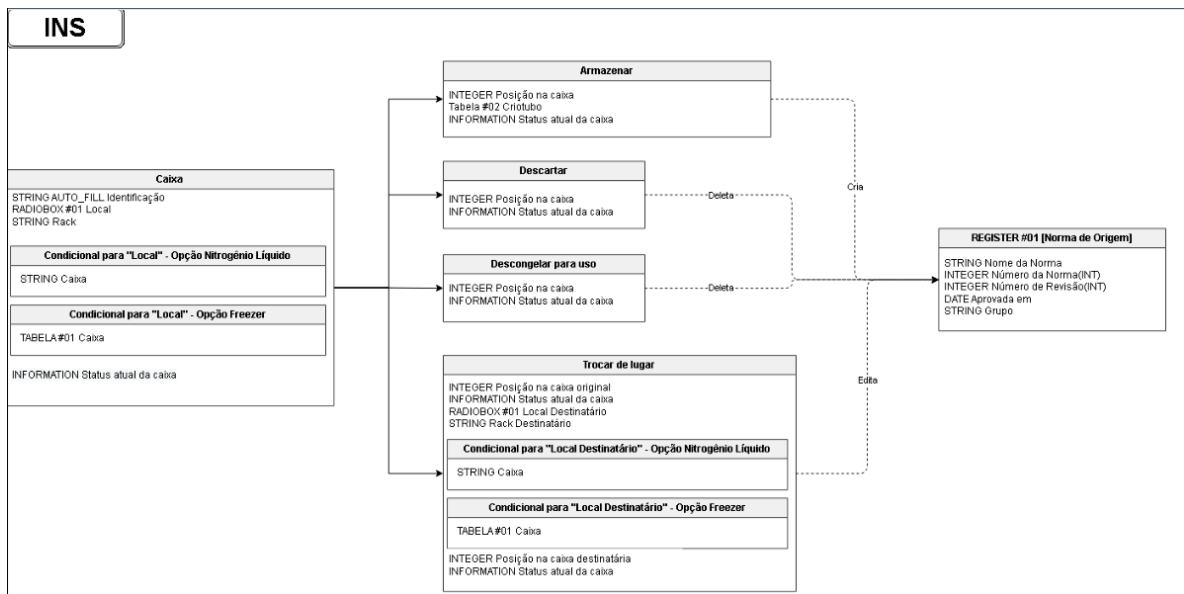 INS
Caixa
STRING AUTO_FILL Identificação
RADIOBOX #01 Local
STRING Rack
Condicional para "Local" - Opção Nitrogênio Líquido
STRING Caixa
Condicional para "Local" - Opção Freezer
TABELA #01 Caixa
INFORMATION Status atual da caixa
Armazenar
INTEGER Posição na caixa
Tabela #02 Criotubo
INFORMATION Status atual da caixa
Descartar
INTEGER Posição na caixa
INFORMATION Status atual da caixa
Descongelar para uso
INTEGER Posição na caixa
INFORMATION Status atual da caixa
Trocar de lugar
INTEGER Posição na caixa original
INFORMATION Status atual da caixa
RADIOBOX #01 Local Destinatário
STRING Rack Destinatário
Condicional para "Local Destinatário" - Opção Nitrogênio Líquido
STRING Caixa
Condicional para "Local Destinatário" - Opção Freezer
TABELA #01 Caixa
INTEGER Posição na caixa destinatária
INFORMATION Status atual da caixa
Cria
Deleta
Deleta
Edita
REGISTER #01 [Norma de Origem]
STRING Nome da Norma
INTEGER Número da Norma(INT)
INTEGER Número de Revisão(INT)
DATE Aprovada em
STRING Grupo